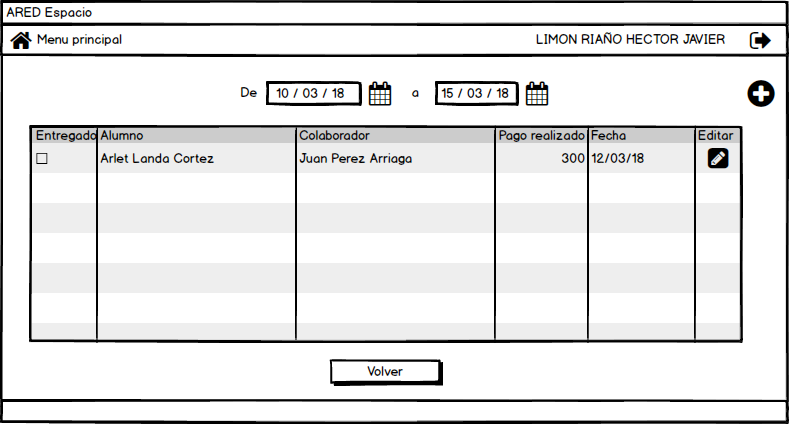 ARED Espacio
Menu principal LIMON RIAÑO HECTOR JAVIER
De 10 / 03 / 18 a 15 / 03 / 18
Entregado Alumno Colaborador Pago realizado Fecha Editar
Arlet Landa Cortez Juan Perez Arriaga 300 12/03/18
Volver